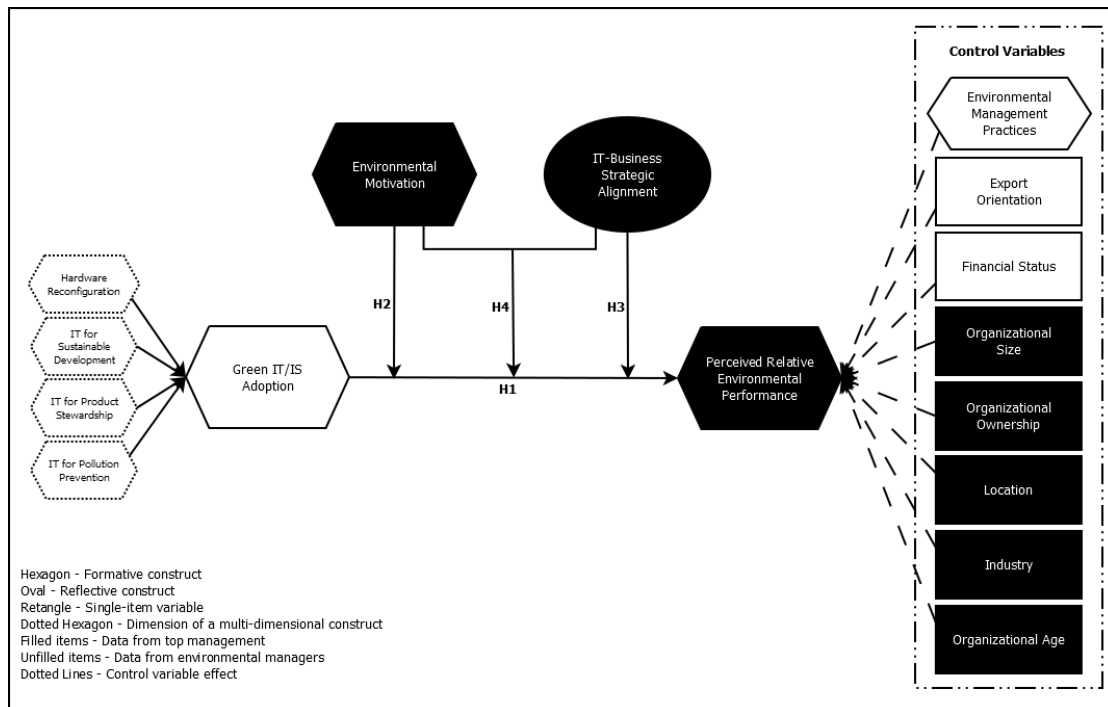 Control Variables
Environmental
Management
Practices
Export
Orientation
Financial Status
Organizational
Size
Organizational
Ownership
Location
Industry
Organizational Age
Environmental
Motivation
IT-Business
Strategic
Alignment
H2
H4
H3
Hardware
Reconfiguration
IT for
Sustainable
Development
IT for Product
Stewardship
IT for Pollution
Prevention
Green IT/IS
Adoption
H1
Perceived Relative
Environmental
Performance
Hexagon - Formative construct
Oval - Reflective construct
Retangle - Single-item variable
Dotted Hexagon - Dimension of a multi-dimensional construct
Filled items - Data from top management
Unfilled items - Data from environmental managers
Dotted Lines - Control variable effect